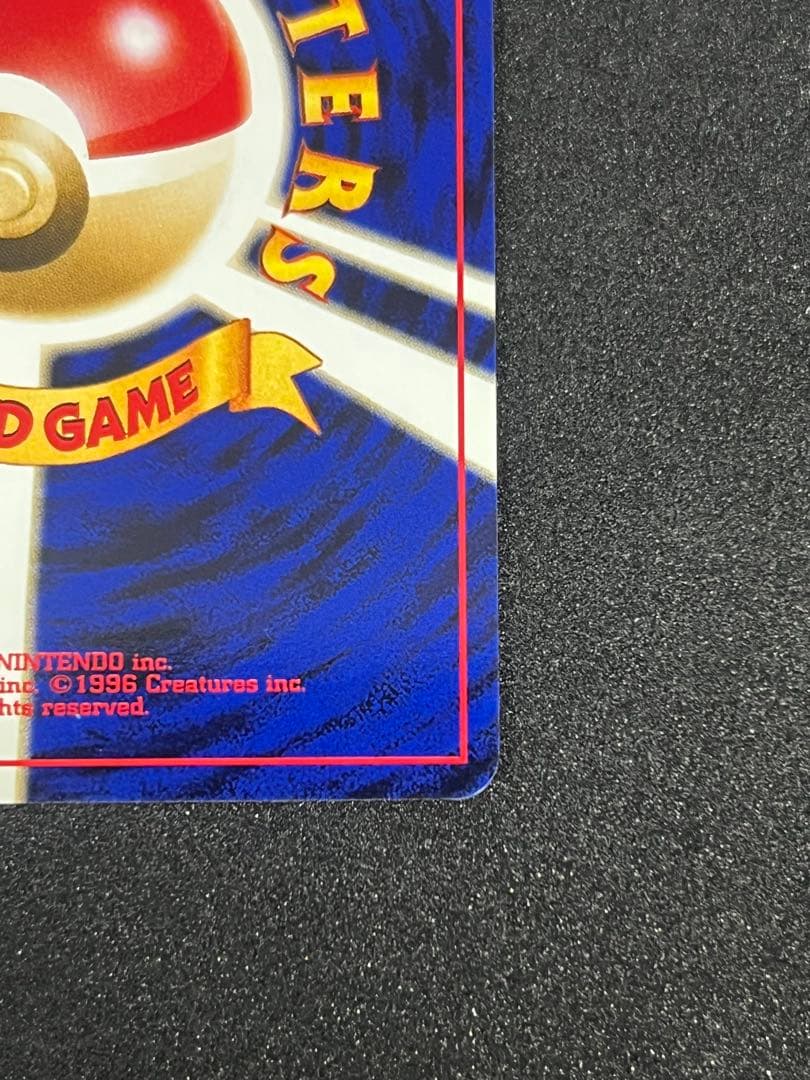 TERS
D GAME
NINTENDO inc.
inc. ©1996 Creatures inc.
hts reserved.